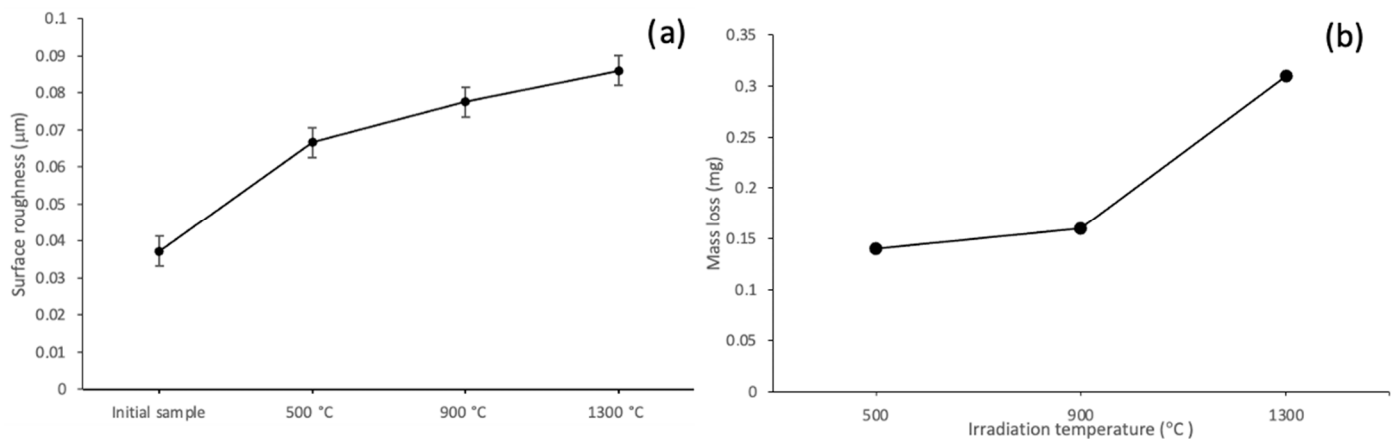 (a)
Surface roughness (μm)
0.1
0.09
0.08
0.07
0.06
0.05
0.04
0.03
0.02
0.01
0
Initial sample 500 °C 900 °C 1300 °C
(b)
Mass loss (mg)
0.35
0.3
0.25
0.2
0.15
0.1
0.05
0
500 900 1300
Irradiation temperature (°C )